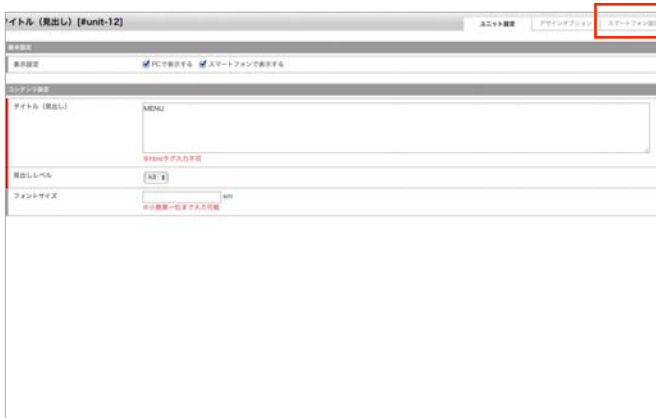 イトル（見出し）[#unit-12]
ユニット設定 デザインオプション スマートフォン設
基本設定
表示設定 PCで表示する スマートフォンで表示する
コンテンツ設定
タイトル（見出し） MENU
※htmlタグ入力不可
見出しレベル h3
フォントサイズ em
※小数第一位まで入力可能